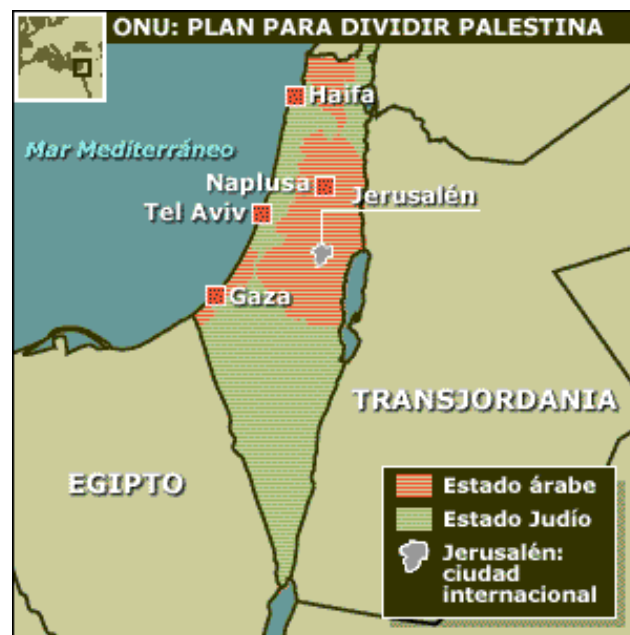 ONU: PLAN PARA DIVIDIR PALESTINA
Haifa
Mar Mediterráneo
Naplusa
Jerusalén
Tel Aviv
Gaza
TRANSJORDANIA
EGIPTO
Estado árabe
Estado Judío
Jerusalén:
ciudad
internacional